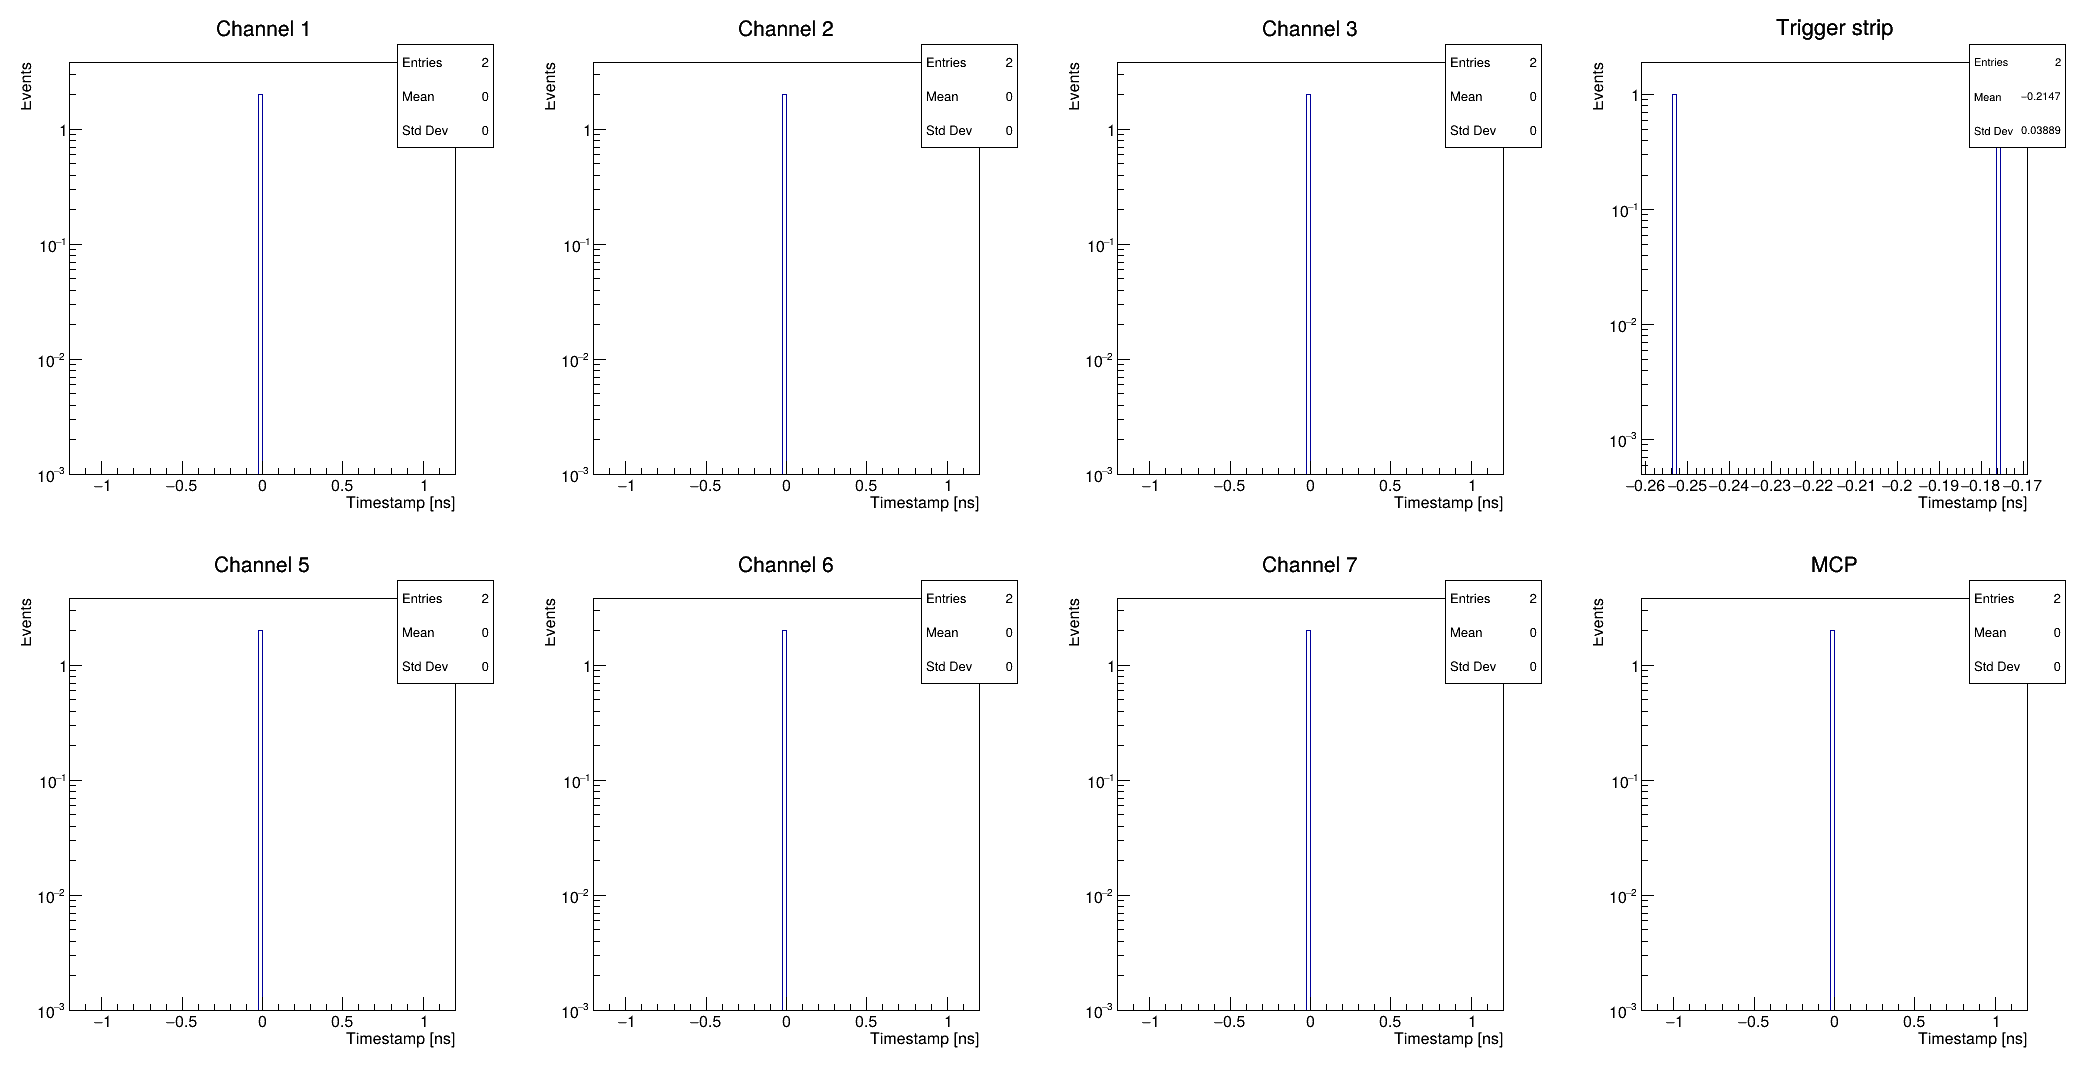 Channel 1
Events
Entries 2
Mean 0
Std Dev 0
1
10⁻¹
10⁻²
10⁻³
−1 −0.5 0 0.5 1
Timestamp [ns]
Channel 2
Events
Entries 2
Mean 0
Std Dev 0
1
10⁻¹
10⁻²
10⁻³
−1 −0.5 0 0.5 1
Timestamp [ns]
Channel 3
Events
Entries 2
Mean 0
Std Dev 0
1
10⁻¹
10⁻²
10⁻³
−1 −0.5 0 0.5 1
Timestamp [ns]
Trigger strip
Events
Entries 2
Mean −0.2147
Std Dev 0.03889
1
10⁻¹
10⁻²
10⁻³
−0.26 −0.25 −0.24 −0.23 −0.22 −0.21 −0.2 −0.19 −0.18 −0.17
Timestamp [ns]
Channel 5
Events
Entries 2
Mean 0
Std Dev 0
1
10⁻¹
10⁻²
10⁻³
−1 −0.5 0 0.5 1
Timestamp [ns]
Channel 6
Events
Entries 2
Mean 0
Std Dev 0
1
10⁻¹
10⁻²
10⁻³
−1 −0.5 0 0.5 1
Timestamp [ns]
Channel 7
Events
Entries 2
Mean 0
Std Dev 0
1
10⁻¹
10⁻²
10⁻³
−1 −0.5 0 0.5 1
Timestamp [ns]
MCP
Events
Entries 2
Mean 0
Std Dev 0
1
10⁻¹
10⁻²
10⁻³
−1 −0.5 0 0.5 1
Timestamp [ns]